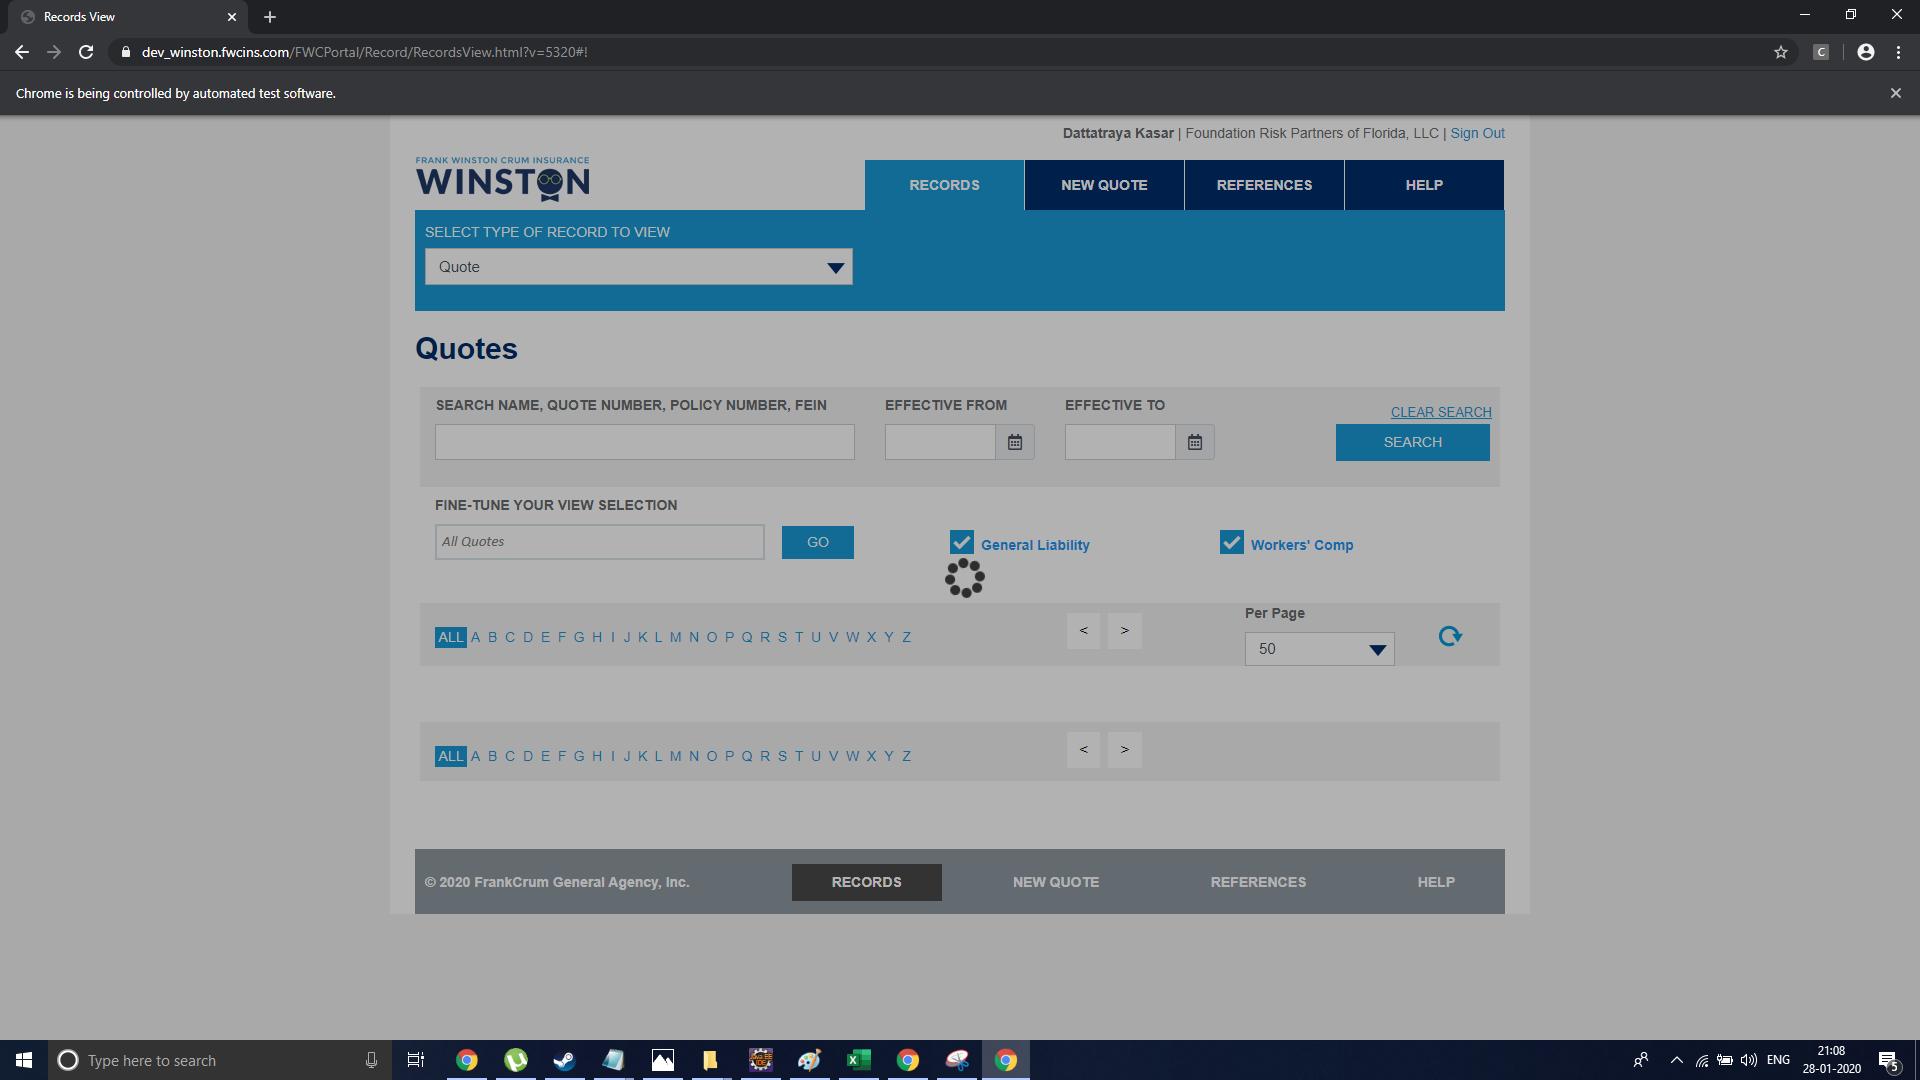 Records View
dev_winston.fwcins.com/FWCPortal/Record/RecordsView.html?v=5320#!
C
Chrome is being controlled by automated test software.
Dattatraya Kasar | Foundation Risk Partners of Florida, LLC | Sign Out
FRANK WINSTON CRUM INSURANCE
WINSTON
RECORDS NEW QUOTE REFERENCES HELP
SELECT TYPE OF RECORD TO VIEW
Quote
Quotes
SEARCH NAME, QUOTE NUMBER, POLICY NUMBER, FEIN EFFECTIVE FROM EFFECTIVE TO
CLEAR SEARCH
SEARCH
FINE-TUNE YOUR VIEW SELECTION
All Quotes GO General Liability Workers' Comp
Per Page
ALL A B C D E F G H I J K L M N O P Q R S T U V W X Y Z < >
50
ALL A B C D E F G H I J K L M N O P Q R S T U V W X Y Z < >
© 2020 FrankCrum General Agency, Inc. RECORDS NEW QUOTE REFERENCES HELP
Type here to search
ENG
21:08
28-01-2020
5